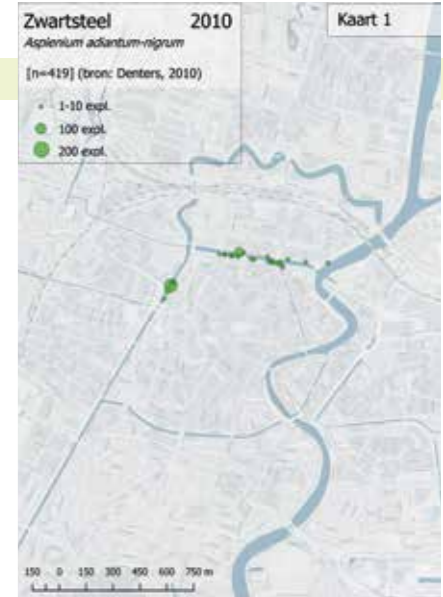 Zwartsteel 2010
Asplenium adiantum-nigrum
[n=419] (bron: Denters, 2010)
1-10 expl.
100 expl.
200 expl.
Kaart 1
150 0 150 300 450 600 750 m